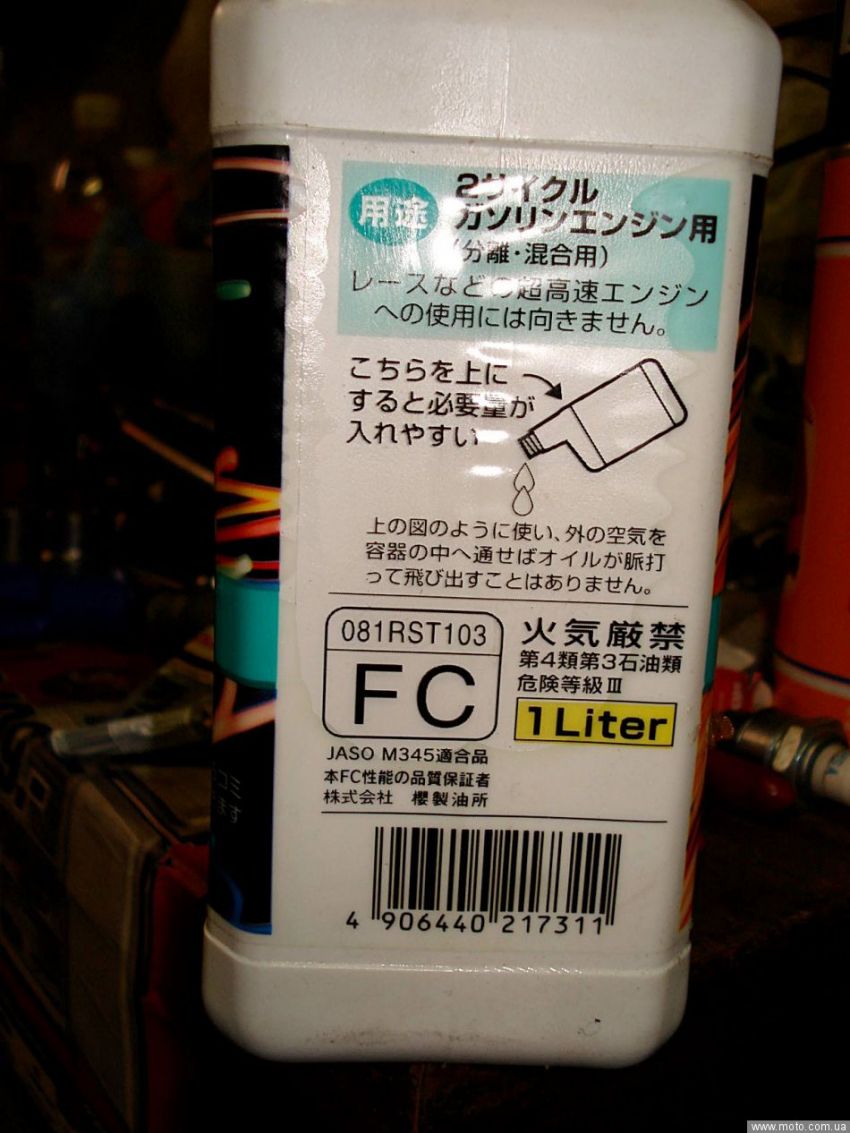 用途
2サイクル
ガソリンエンジン用
(分離・混合用)
レースなどの超高速エンジン
への使用には向きません。
こちらを上に
すると必要量が
入れやすい
上の図のように使い、外の空気を
容器の中へ通せばオイルが脈打
って飛び出すことはありません。
081RST103
FC
火気厳禁
第4類第3石油類
危険等級Ⅲ
1 Liter
JASO M345適合品
本FC性能の品質保証者
株式会社 櫻製油所
4 906440 217311
www.moto.com.ua